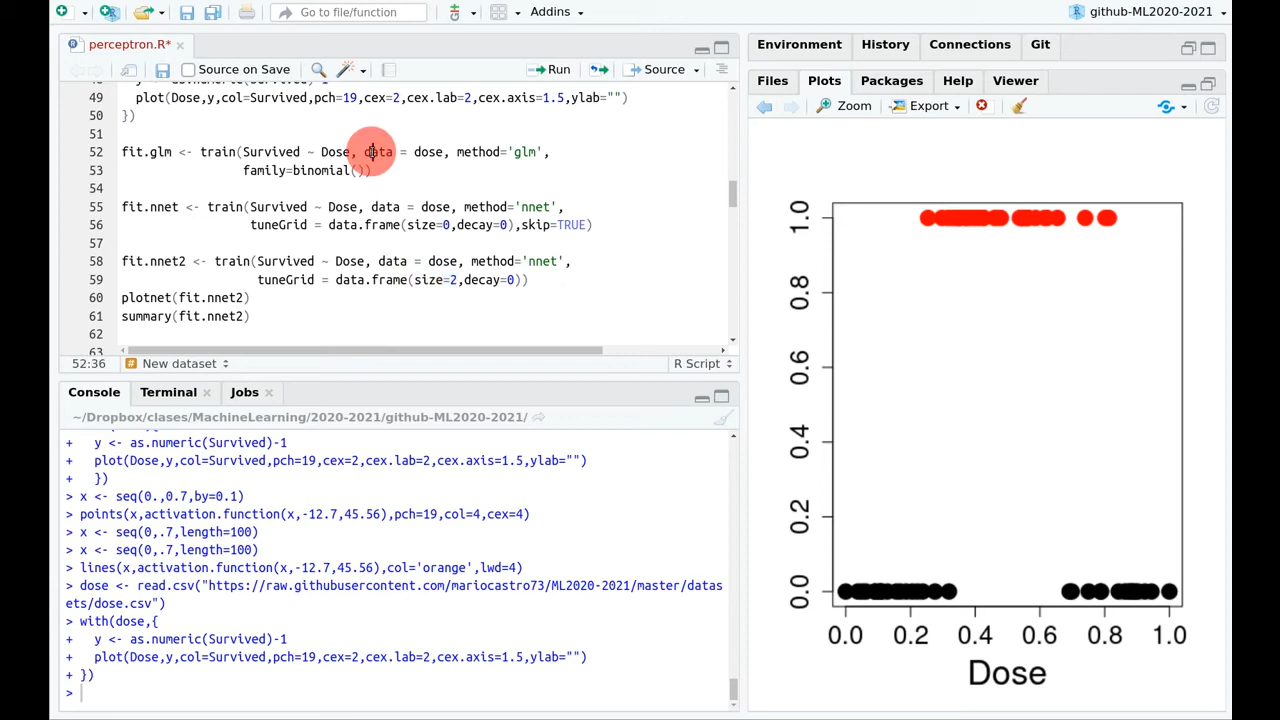 Go to file/function
Addins
github-ML2020-2021
perceptron.R*
Source on Save
Run
Source
49 plot(Dose,y,col=Survived,pch=19,cex=2,cex.lab=2,cex.axis=1.5,ylab="")
50 })
51
52 fit.glm <- train(Survived ~ Dose, data = dose, method='glm',
53 family=binomial())
54
55 fit.nnet <- train(Survived ~ Dose, data = dose, method='nnet',
56 tuneGrid = data.frame(size=0,decay=0),skip=TRUE)
57
58 fit.nnet2 <- train(Survived ~ Dose, data = dose, method='nnet',
59 tuneGrid = data.frame(size=2,decay=0))
60 plotnet(fit.nnet2)
61 summary(fit.nnet2)
62
63
52:36
# New dataset
R Script
Console
Terminal
Jobs
~/Dropbox/clases/MachineLearning/2020-2021/github-ML2020-2021/
+ y <- as.numeric(Survived)-1
+ plot(Dose,y,col=Survived,pch=19,cex=2,cex.lab=2,cex.axis=1.5,ylab="")
+ })
> x <- seq(0.,0.7,by=0.1)
> points(x,activation.function(x,-12.7,45.56),pch=19,col=4,cex=4)
> x <- seq(0,.7,length=100)
> x <- seq(0,.7,length=100)
> lines(x,activation.function(x,-12.7,45.56),col='orange',lwd=4)
> dose <- read.csv("https://raw.githubusercontent.com/mariocastro73/ML2020-2021/master/datas
ets/dose.csv")
> with(dose,{
+ y <- as.numeric(Survived)-1
+ plot(Dose,y,col=Survived,pch=19,cex=2,cex.lab=2,cex.axis=1.5,ylab="")
+ })
>
Environment
History
Connections
Git
Files
Plots
Packages
Help
Viewer
Zoom
Export
1.0
0.8
0.6
0.4
0.2
0.0
0.0 0.2 0.4 0.6 0.8 1.0
Dose